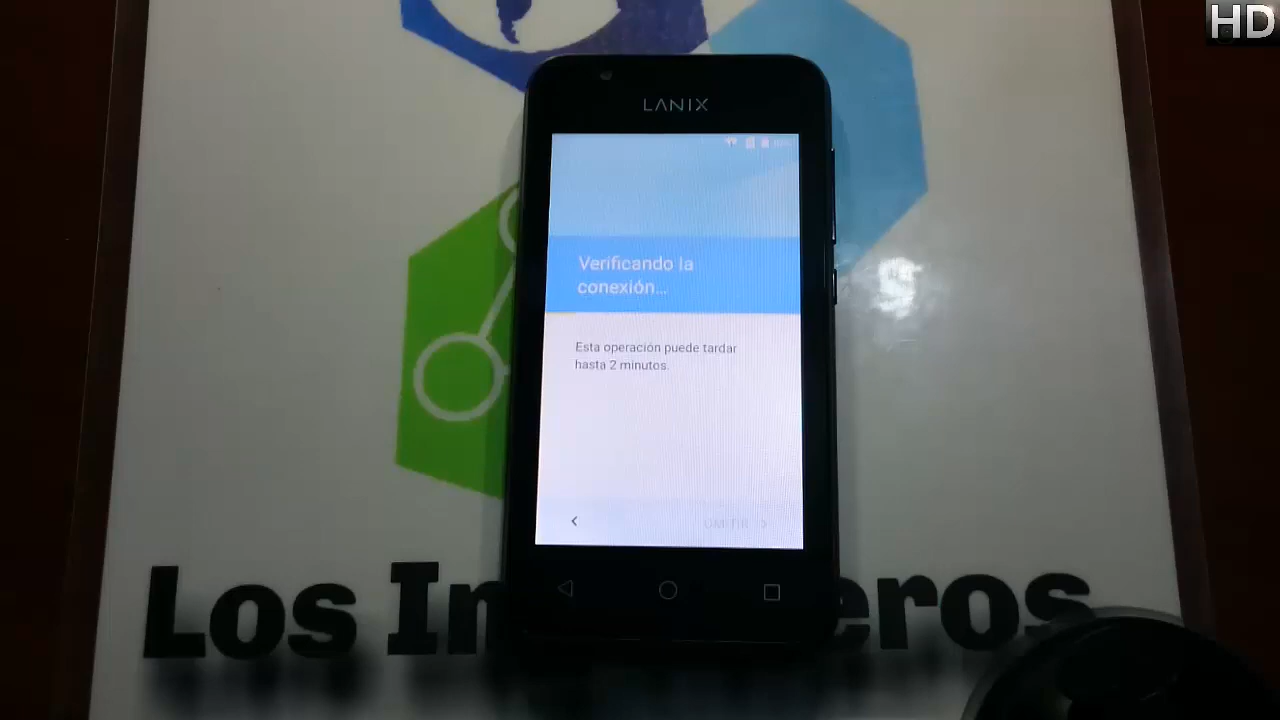 HD
LANIX
Verificando la
conexión...
Esta operación puede tardar
hasta 2 minutos.
OMITIR
Los In eros